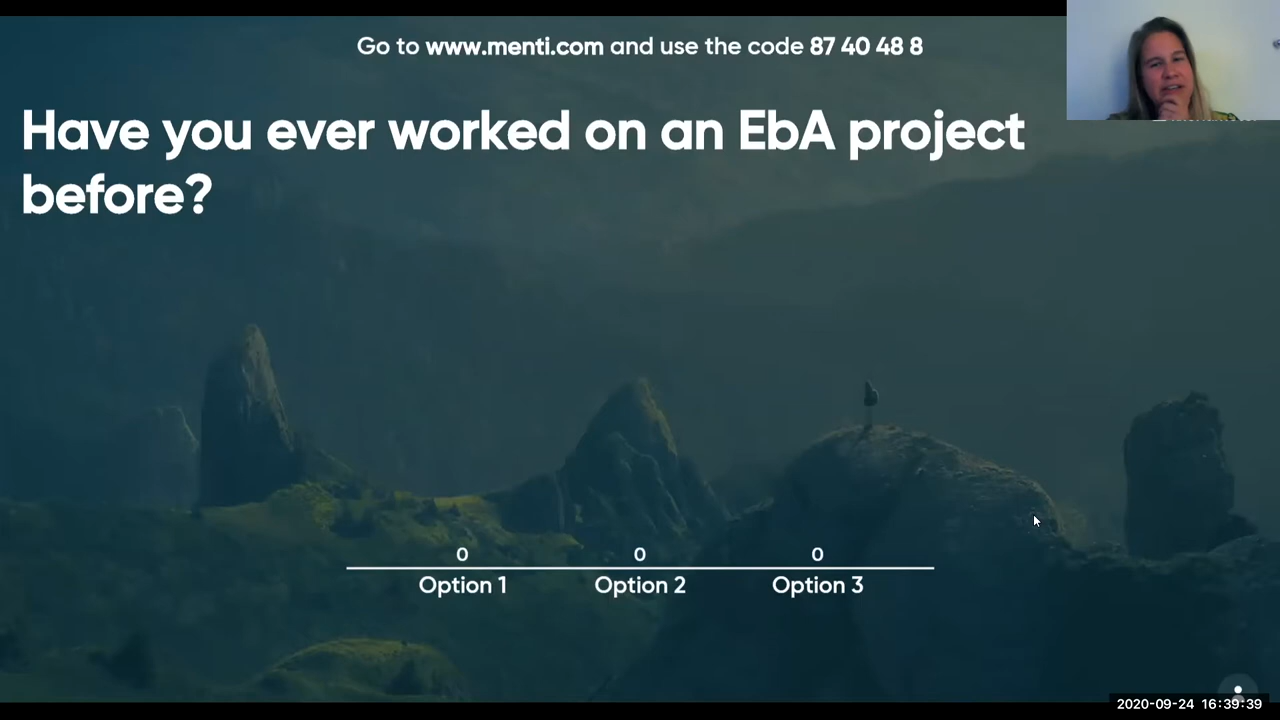 Go to www.menti.com and use the code 87 40 48 8
Have you ever worked on an EbA project
before?
0 0 0
Option 1 Option 2 Option 3
2020-09-24 16:39:39